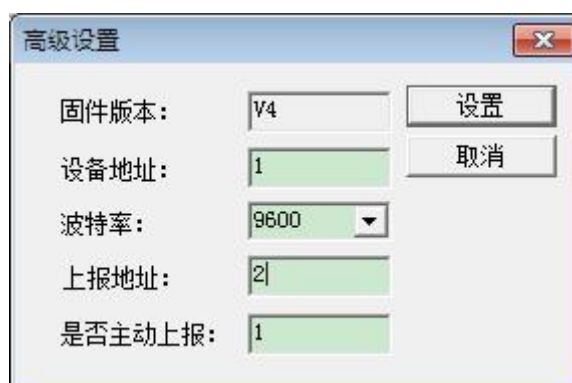 高级设置
固件版本： V4 设置
设备地址： 1 取消
波特率： 9600
上报地址： 2
是否主动上报： 1